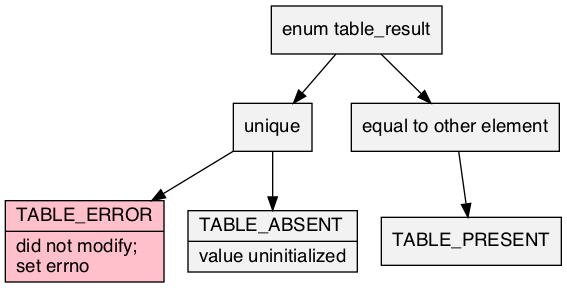 enum table_result
unique
equal to other element
TABLE_ERROR
did not modify;
set errno
TABLE_ABSENT
value uninitialized
TABLE_PRESENT